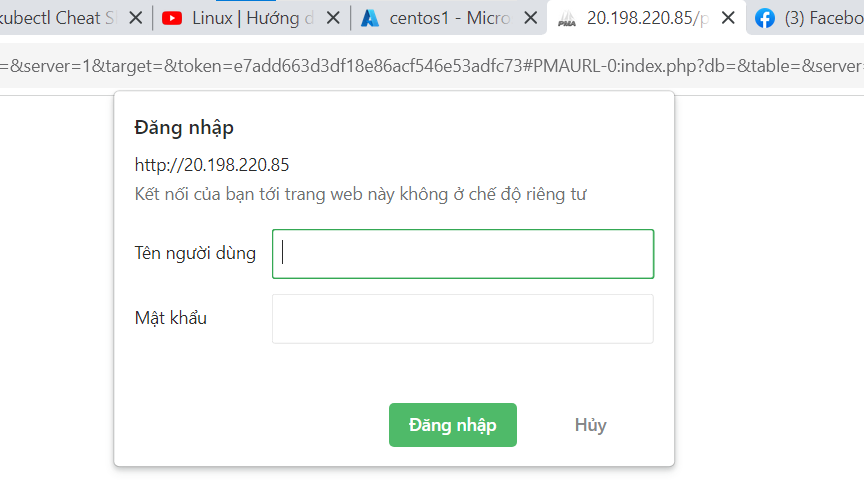 kubectl Cheat S
Linux | Hướng d
centos1 - Micro
20.198.220.85/p
(3) Facebo
=&server=1&target=&token=e7add663d3df18e86acf546e53adfc73#PMAURL-0:index.php?db=&table=&server=
Đăng nhập
http://20.198.220.85
Kết nối của bạn tới trang web này không ở chế độ riêng tư
Tên người dùng
Mật khẩu
Đăng nhập
Hủy